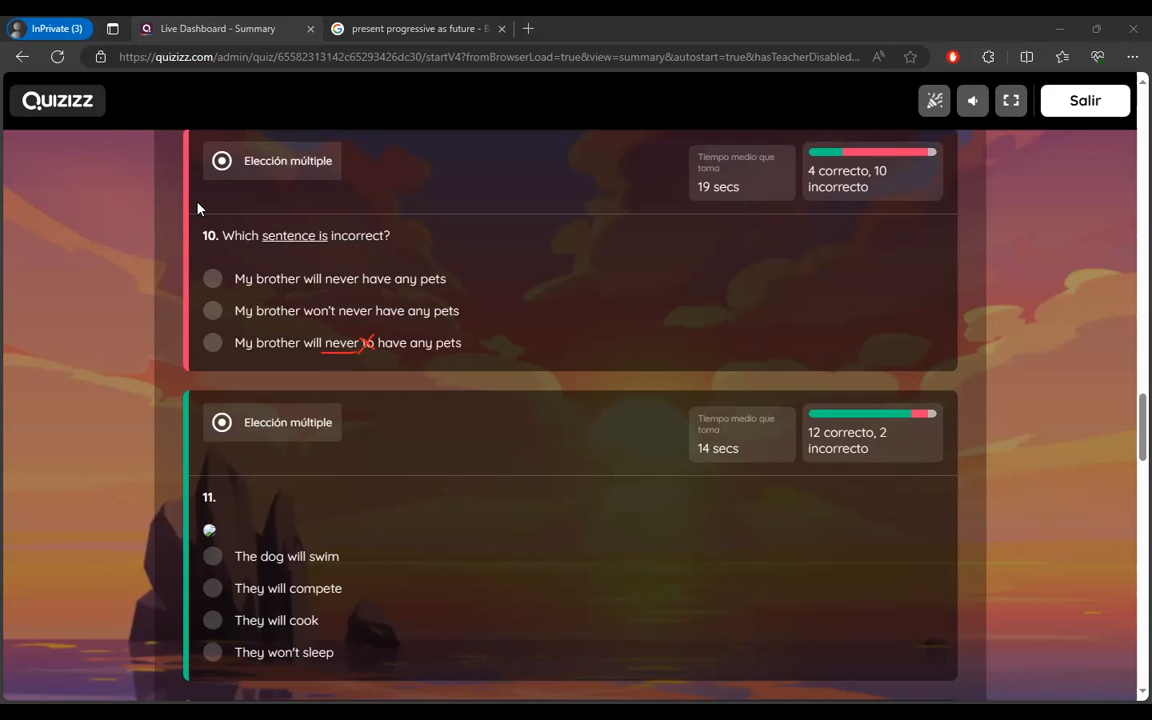 InPrivate (3)
Live Dashboard - Summary
present progressive as future - B
https://quizizz.com/admin/quiz/65582313142c65293426dc30/startV4?fromBrowserLoad=true&view=summary&autostart=true&hasTeacherDisabled...
QUIZIZZ
Salir
Elección múltiple
Tiempo medio que
toma
19 secs
4 correcto, 10
incorrecto
10. Which sentence is incorrect?
My brother will never have any pets
My brother won't never have any pets
My brother will never to have any pets
Elección múltiple
Tiempo medio que
toma
14 secs
12 correcto, 2
incorrecto
11.
The dog will swim
They will compete
They will cook
They won't sleep